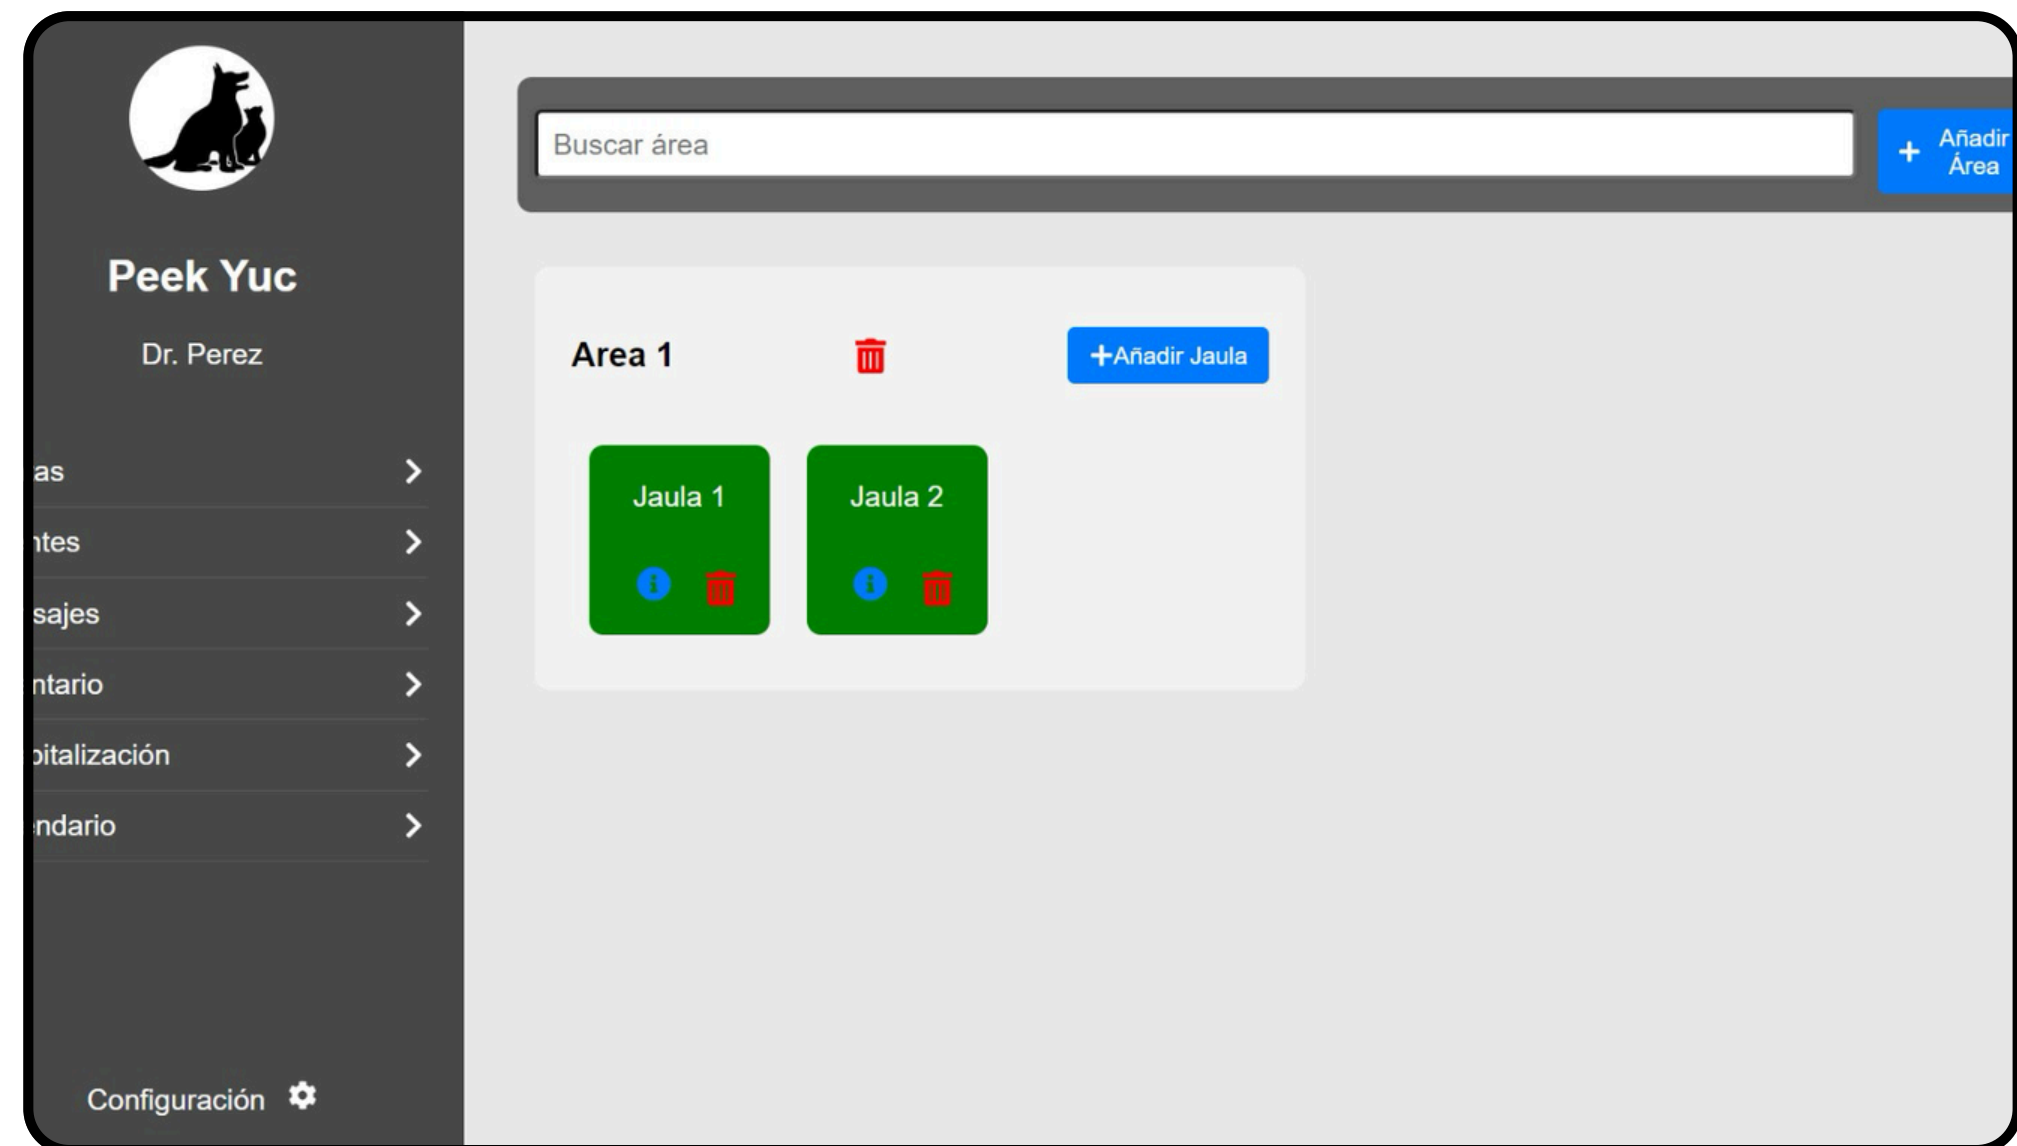 Peek Yuc
Dr. Perez
as
ntes
sajes
ntario
pitalización
ndario
Configuración
Buscar área
Añadir
Área
Area 1
Añadir Jaula
Jaula 1
Jaula 2